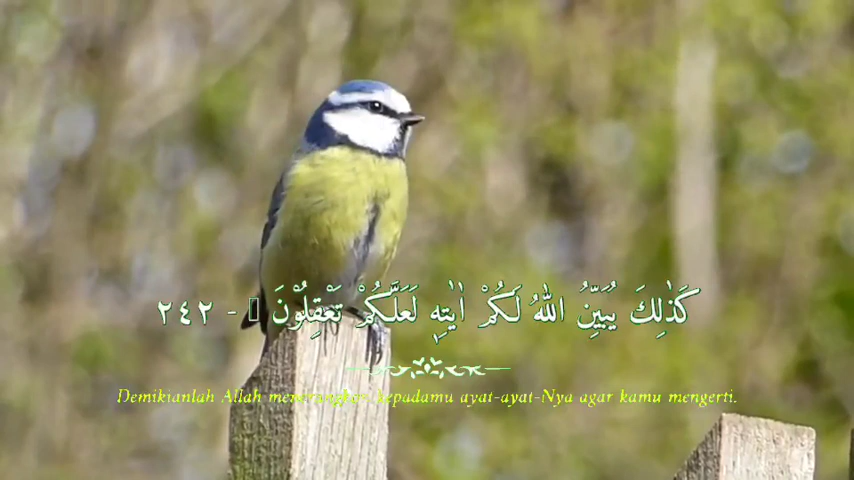 كَذٰلِكَ يُبَيِّنُ اللّٰهُ لَكُمْ اٰيٰتِهٖ لَعَلَّكُمْ تَعْقِلُوْنَ ࣖ - ٢٤٢
Demikianlah Allah menerangkan kepadamu ayat-ayat-Nya agar kamu mengerti.